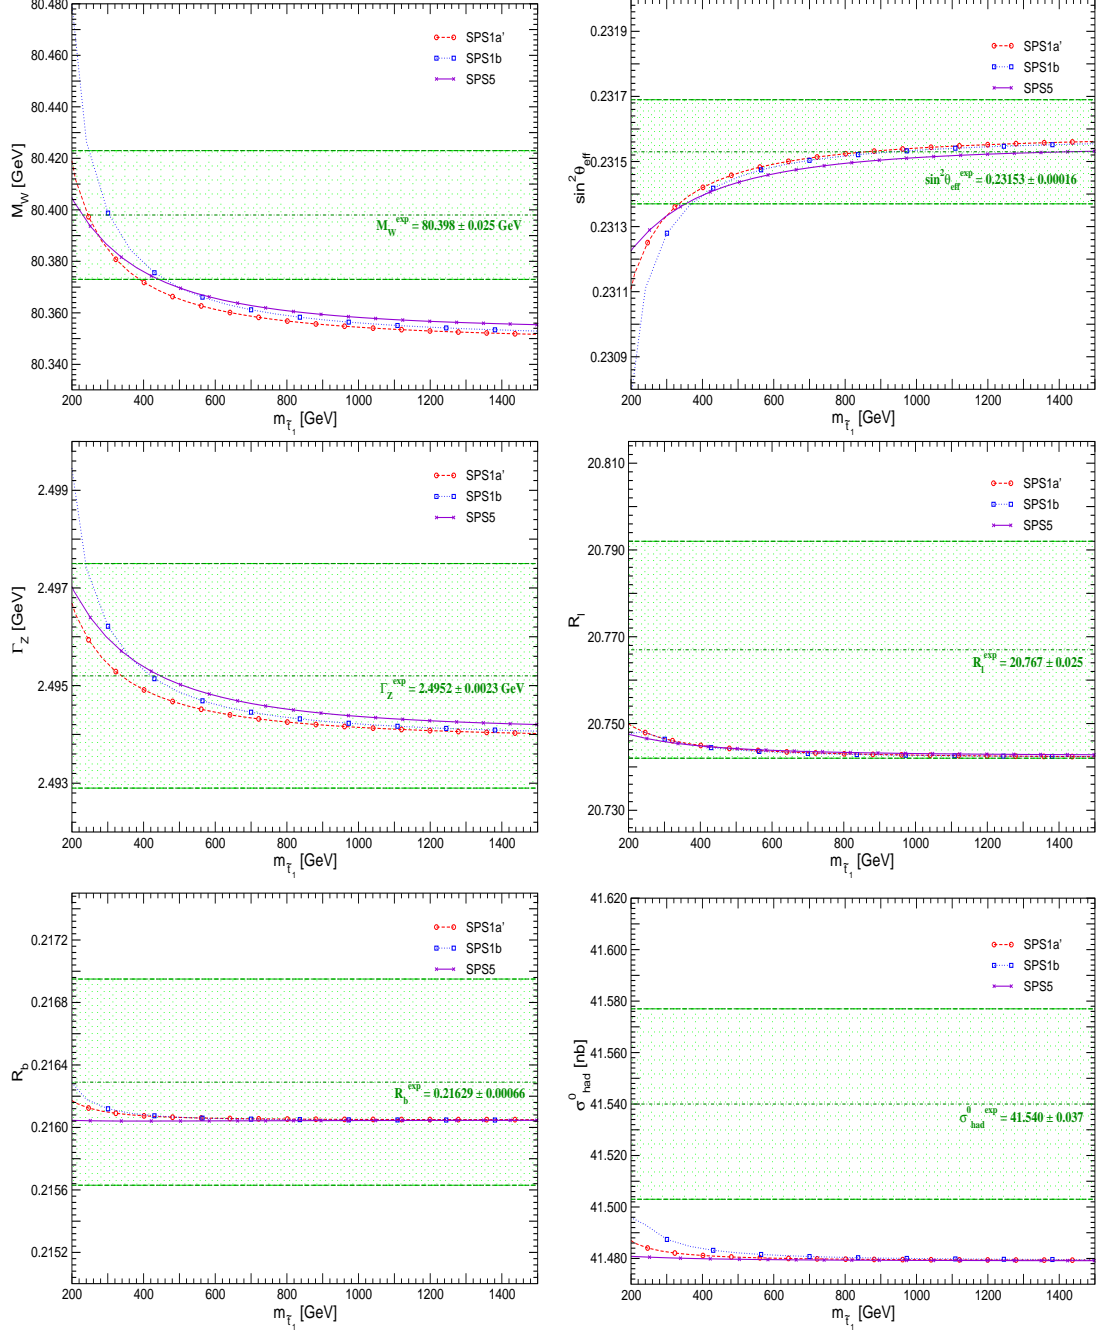 80.480
80.460
80.440
80.420
80.400
80.380
80.360
80.340
M_W [GeV]
SPS1a'
SPS1b
SPS5
M_W^exp = 80.398 ± 0.025 GeV
200 400 600 800 1000 1200 1400
m_t̃₁ [GeV]
0.2319
0.2317
0.2315
0.2313
0.2311
0.2309
sin²θ_eff
SPS1a'
SPS1b
SPS5
sin²θ_eff^exp = 0.23153 ± 0.00016
200 400 600 800 1000 1200 1400
m_t̃₁ [GeV]
2.499
2.497
2.495
2.493
Γ_Z [GeV]
SPS1a'
SPS1b
SPS5
Γ_Z^exp = 2.4952 ± 0.0023 GeV
200 400 600 800 1000 1200 1400
m_t̃₁ [GeV]
20.810
20.790
20.770
20.750
20.730
R_l
SPS1a'
SPS1b
SPS5
R_l^exp = 20.767 ± 0.025
200 400 600 800 1000 1200 1400
m_t̃₁ [GeV]
0.2172
0.2168
0.2164
0.2160
0.2156
0.2152
R_b
SPS1a'
SPS1b
SPS5
R_b^exp = 0.21629 ± 0.00066
200 400 600 800 1000 1200 1400
m_t̃₁ [GeV]
41.620
41.600
41.580
41.560
41.540
41.520
41.500
41.480
σ⁰_had [nb]
SPS1a'
SPS1b
SPS5
σ⁰_had^exp = 41.540 ± 0.037
200 400 600 800 1000 1200 1400
m_t̃₁ [GeV]